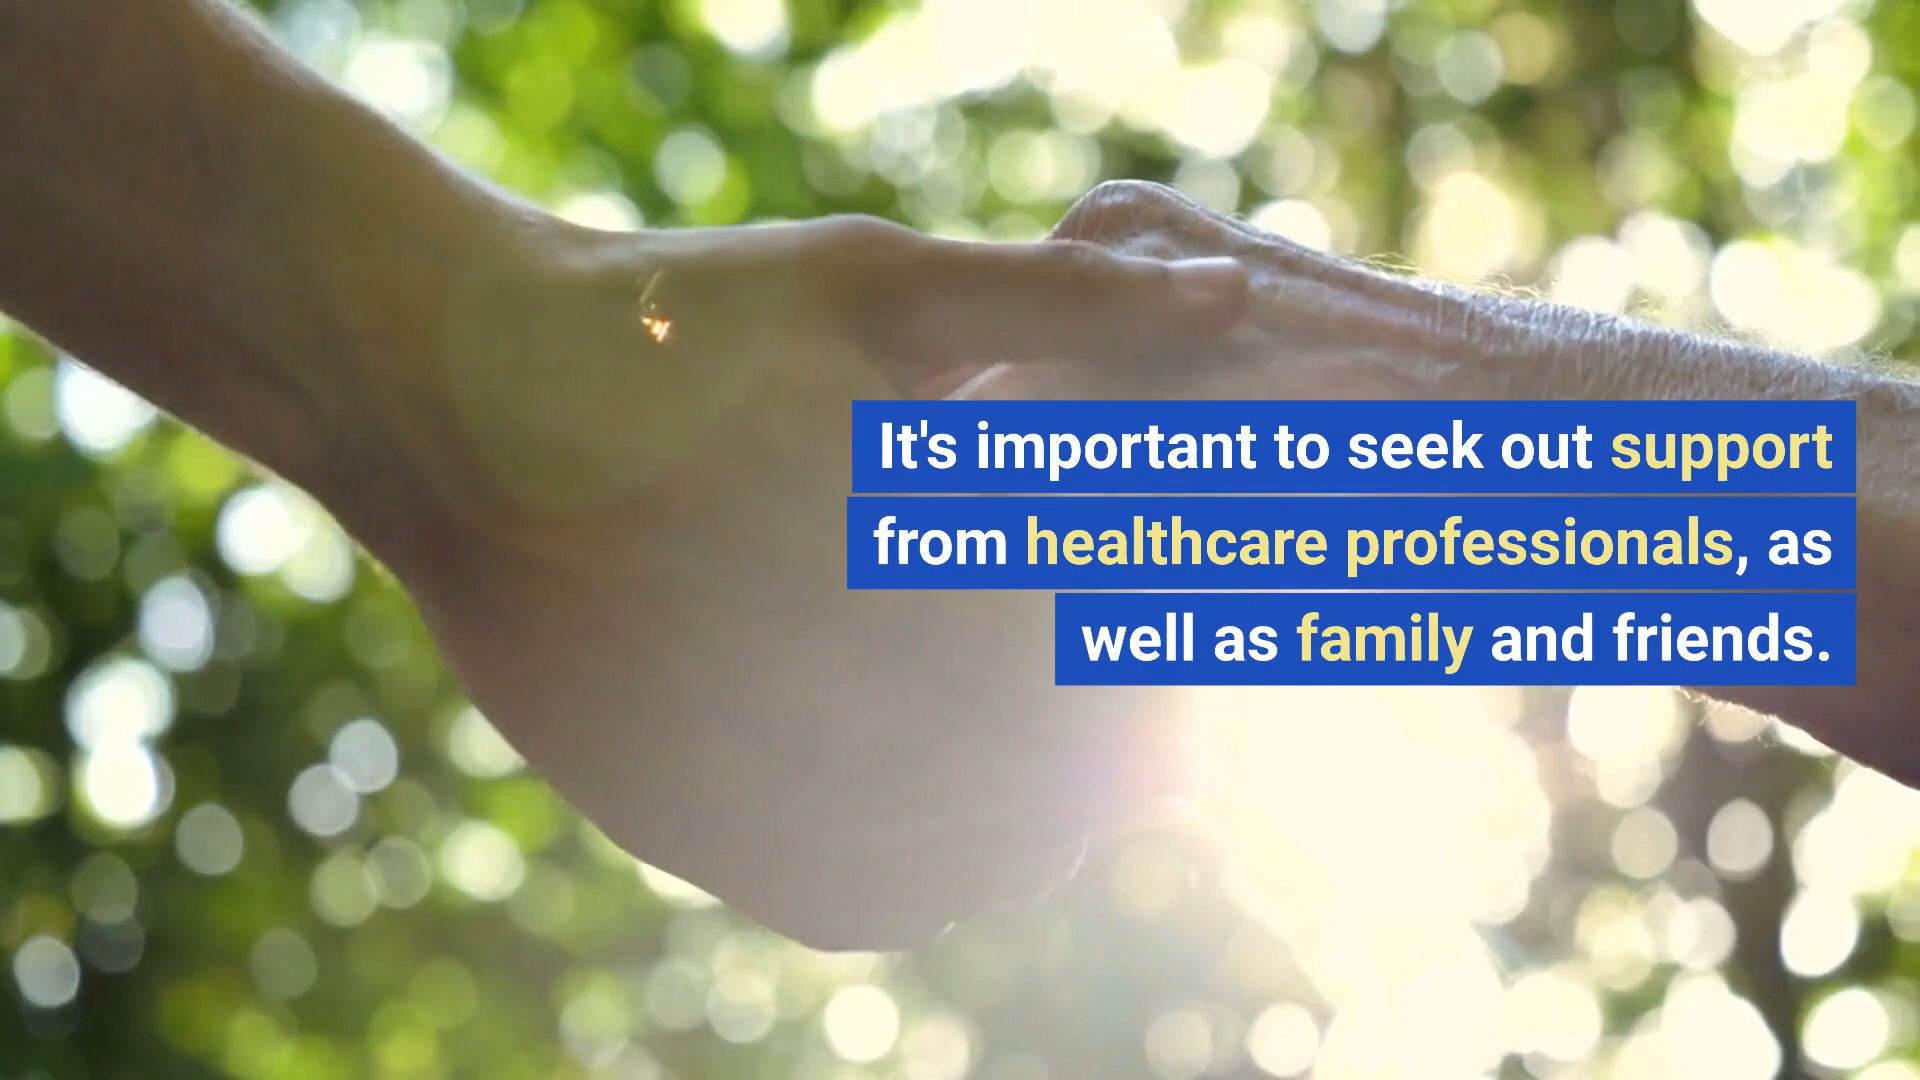 It's important to seek out support
from healthcare professionals, as
well as family and friends.